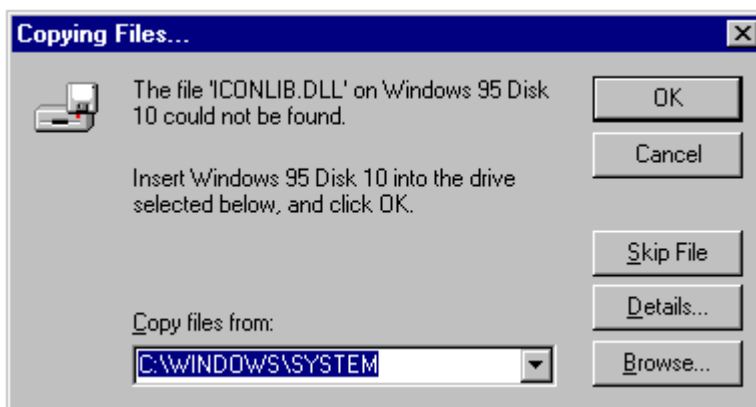 Copying Files...
The file 'ICONLIB.DLL' on Windows 95 Disk
10 could not be found.
Insert Windows 95 Disk 10 into the drive
selected below, and click OK.
Copy files from:
C:\WINDOWS\SYSTEM
OK
Cancel
Skip File
Details...
Browse...